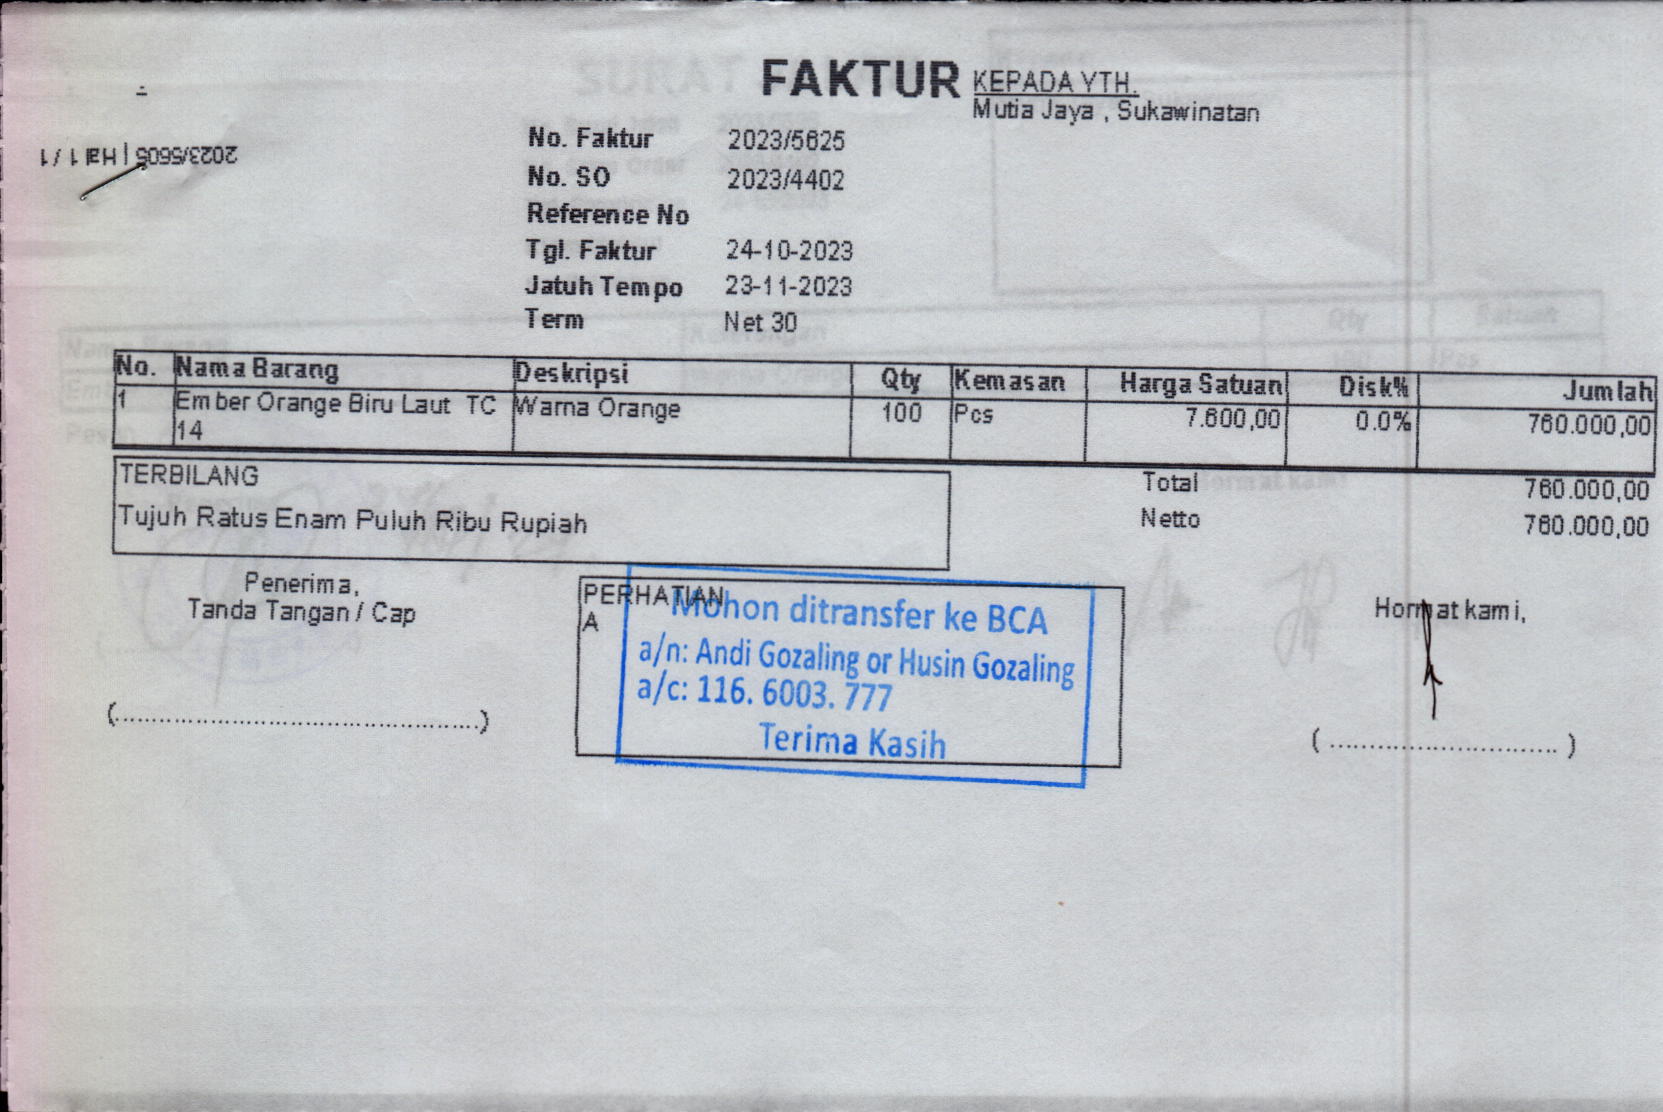 FAKTUR
KEPADA YTH.
Mutia Jaya , Sukawinatan
2023/5605 | Hal 1 / 1
No. Faktur 2023/5625
No. SO 2023/4402
Reference No
Tgl. Faktur 24-10-2023
Jatuh Tempo 23-11-2023
Term Net 30
No. Nama Barang Deskripsi Qty Kemasan Harga Satuan Disk% Jumlah
1 Ember Orange Biru Laut TC Warna Orange 100 Pcs 7.600,00 0.0% 760.000,00
14
TERBILANG
Tujuh Ratus Enam Puluh Ribu Rupiah
Total 760.000,00
Netto 760.000,00
Penerima,
Tanda Tangan / Cap
(..............................................)
PERHATIAN
A
Mohon ditransfer ke BCA
a/n: Andi Gozaling or Husin Gozaling
a/c: 116. 6003. 777
Terima Kasih
Hormat kami,
( ............................. )